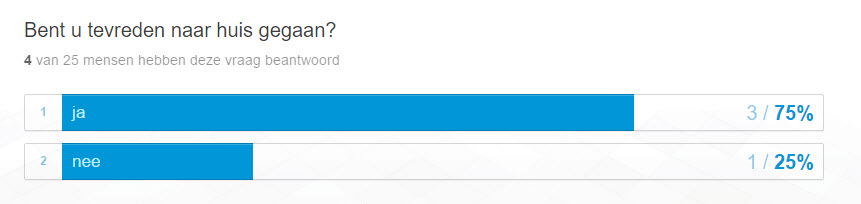 Bent u tevreden naar huis gegaan?
4 van 25 mensen hebben deze vraag beantwoord
1 ja 3 / 75%
2 nee 1 / 25%